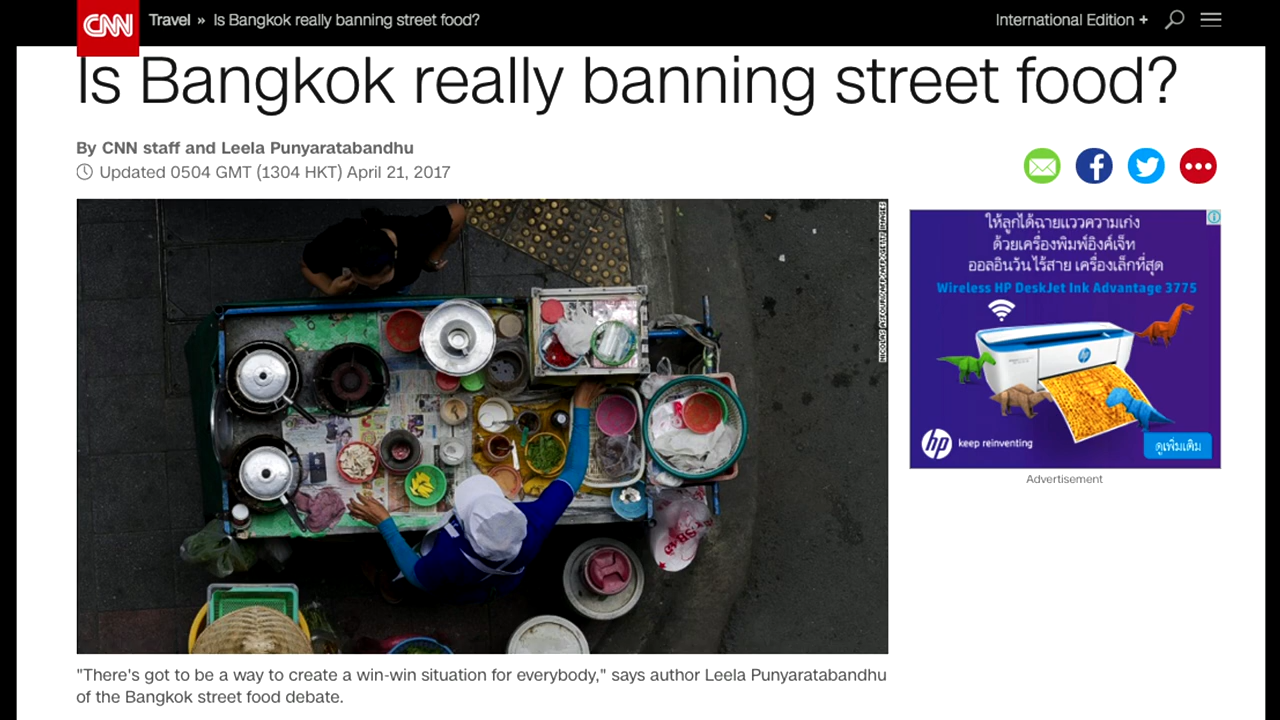 CNN
Travel » Is Bangkok really banning street food?
International Edition +
Is Bangkok really banning street food?
By CNN staff and Leela Punyaratabandhu
Updated 0504 GMT (1304 HKT) April 21, 2017
NICOLAS ASFOURI/AFP/AFP/GETTY IMAGES
ให้ลูกได้ฉายแววความเก่ง
ด้วยเครื่องพิมพ์อิงค์เจ็ท
ออลอินวันไร้สาย เครื่องเล็กที่สุด
Wireless HP DeskJet Ink Advantage 3775
hp keep reinventing
ดูเพิ่มเติม
Advertisement
"There's got to be a way to create a win-win situation for everybody," says author Leela Punyaratabandhu
of the Bangkok street food debate.